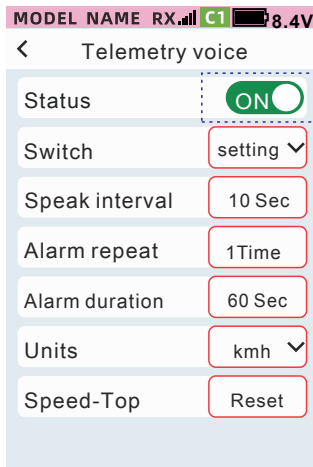 MODEL NAME RX C1 8.4V
Telemetry voice
Status ON
Switch setting
Speak interval 10 Sec
Alarm repeat 1Time
Alarm duration 60 Sec
Units kmh
Speed-Top Reset